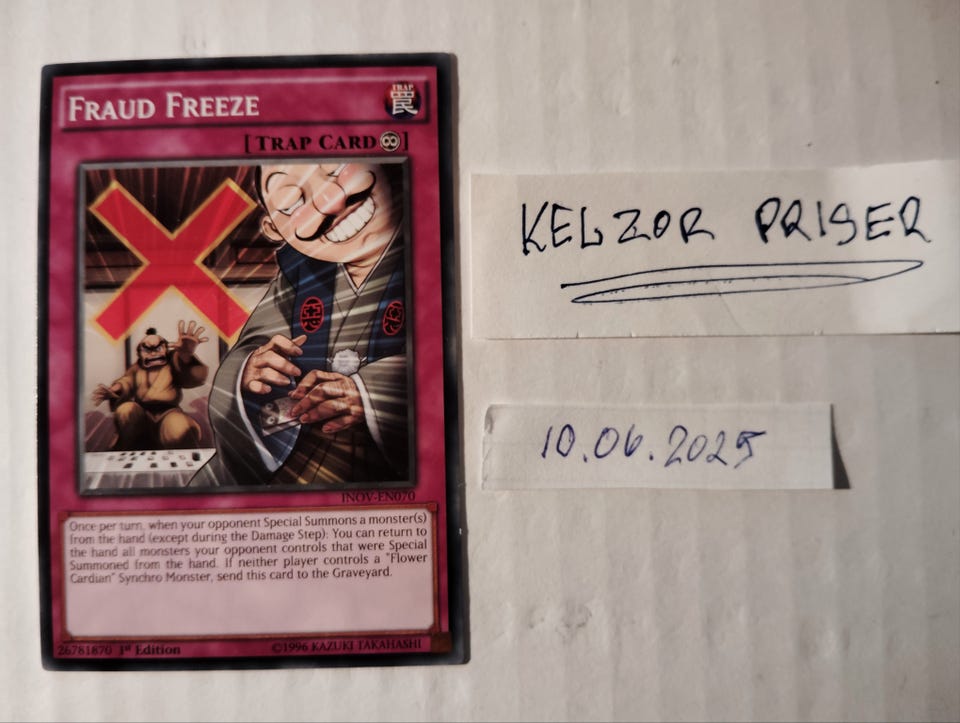 FRAUD FREEZE
TRAP
罠
[TRAP CARD♾]
INOV-EN070
Once per turn, when your opponent Special Summons a monster(s)
from the hand (except during the Damage Step): You can return to
the hand all monsters your opponent controls that were Special
Summoned from the hand. If neither player controls a "Flower
Cardian" Synchro Monster, send this card to the Graveyard.
26781870 1st Edition ©1996 KAZUKI TAKAHASHI
KELZOR PRISER
10.06.2025